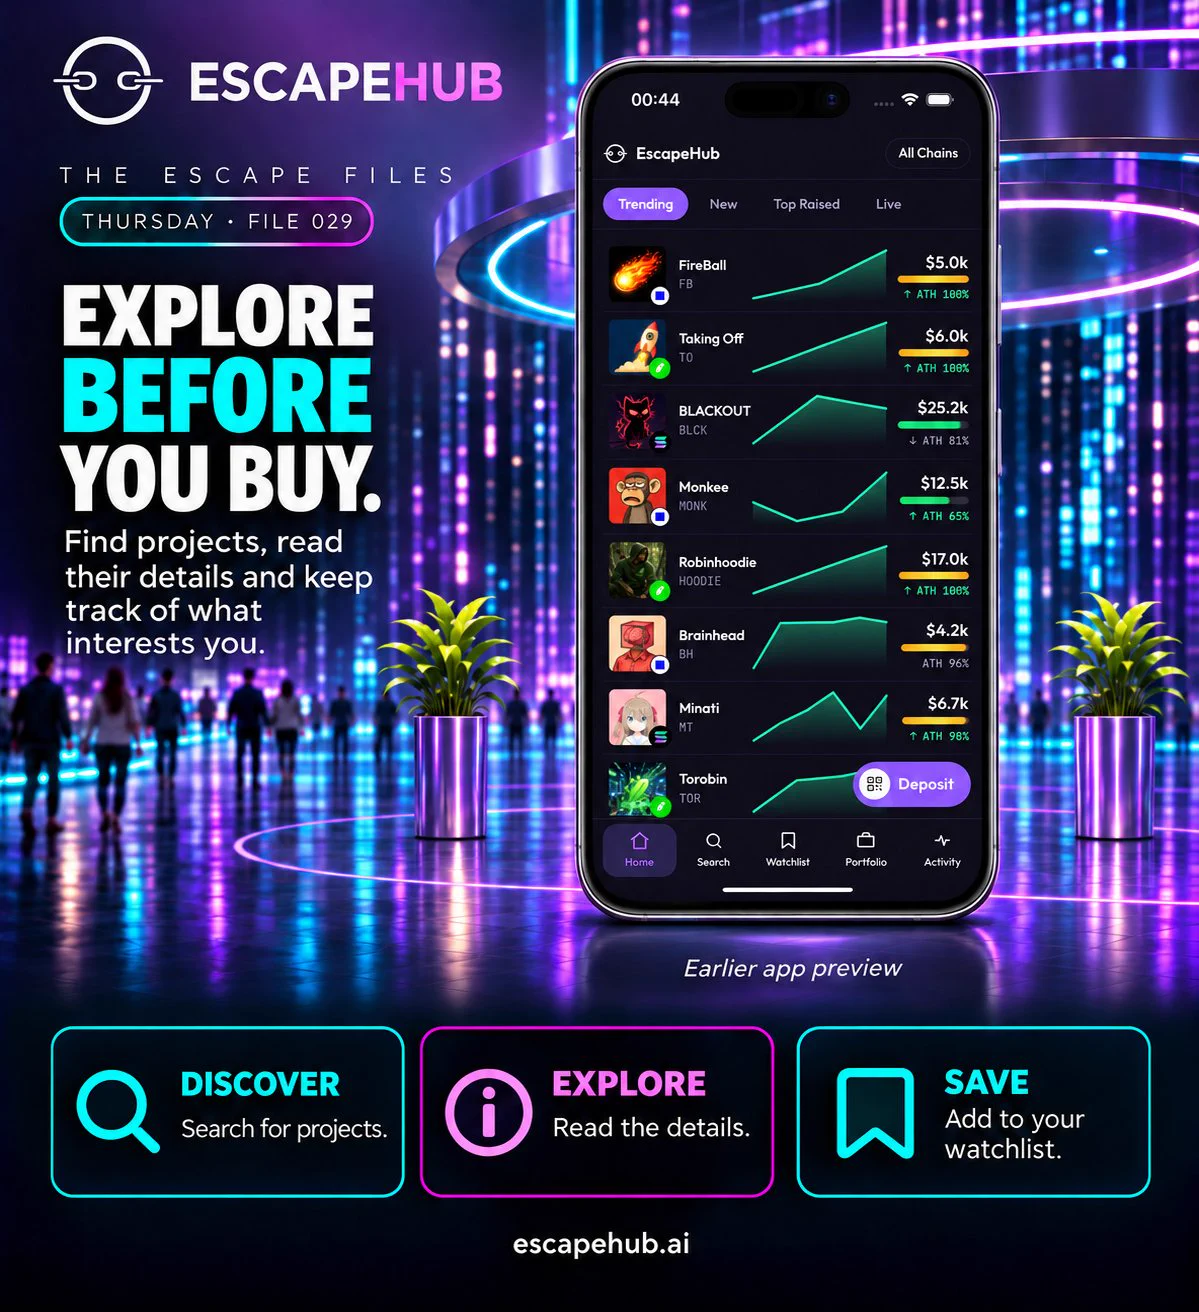 ESCAPEHUB
THE ESCAPE FILES
THURSDAY • FILE 029
EXPLORE
BEFORE
YOU BUY.
Find projects, read
their details and keep
track of what
interests you.
00:44
EscapeHub
All Chains
Trending
New
Top Raised
Live
FireBall
FB
$5.0k
↑ ATH 100%
Taking Off
TO
$6.0k
↑ ATH 100%
BLACKOUT
BLCK
$25.2k
↓ ATH 81%
Monkee
MONK
$12.5k
↑ ATH 65%
Robinhoodie
HOODIE
$17.0k
↑ ATH 100%
Brainhead
BH
$4.2k
ATH 96%
Minati
MT
$6.7k
↑ ATH 98%
Torobin
TOR
Deposit
Home
Search
Watchlist
Portfolio
Activity
Earlier app preview
DISCOVER
Search for projects.
EXPLORE
Read the details.
SAVE
Add to your
watchlist.
escapehub.ai